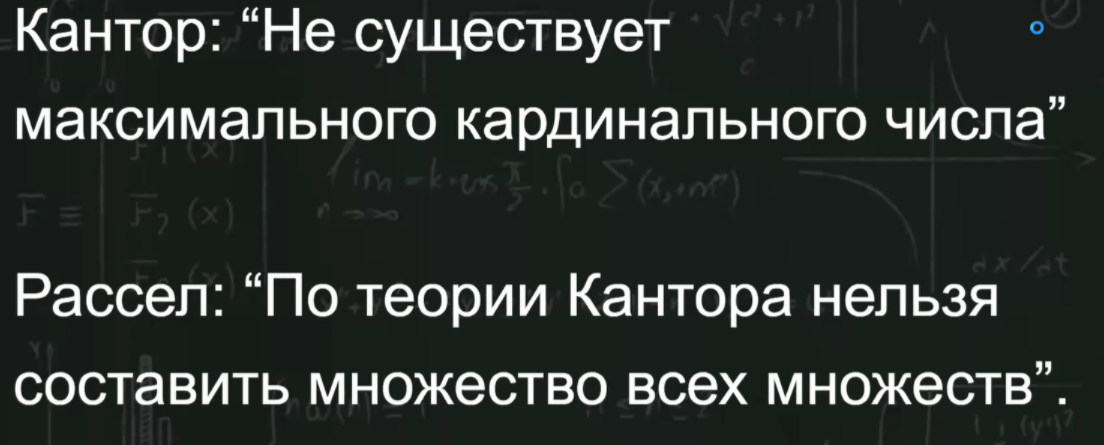 Кантор: “Не существует
максимального кардинального числа”
Рассел: “По теории Кантора нельзя
составить множество всех множеств”.